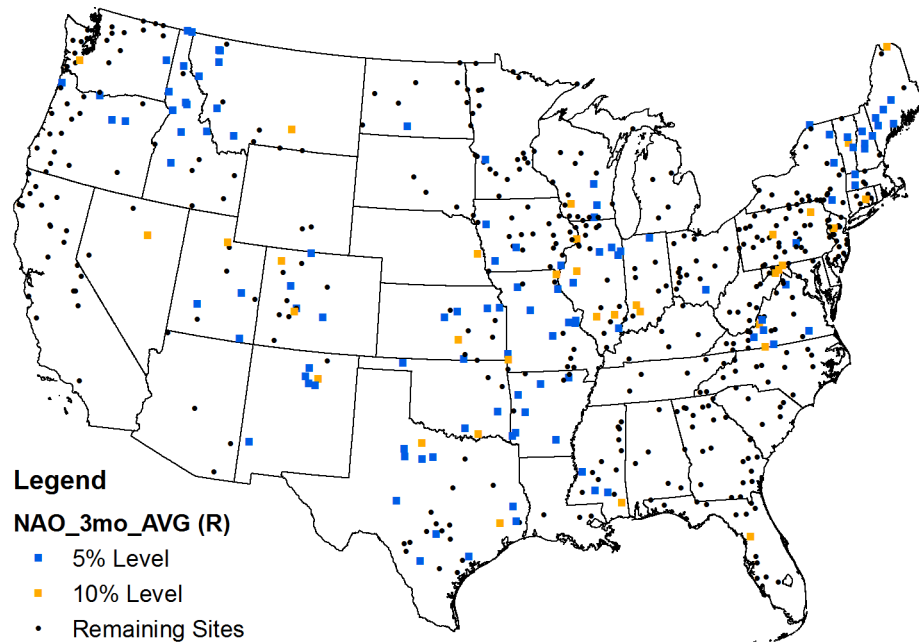 Legend
NAO_3mo_AVG (R)
5% Level
10% Level
Remaining Sites